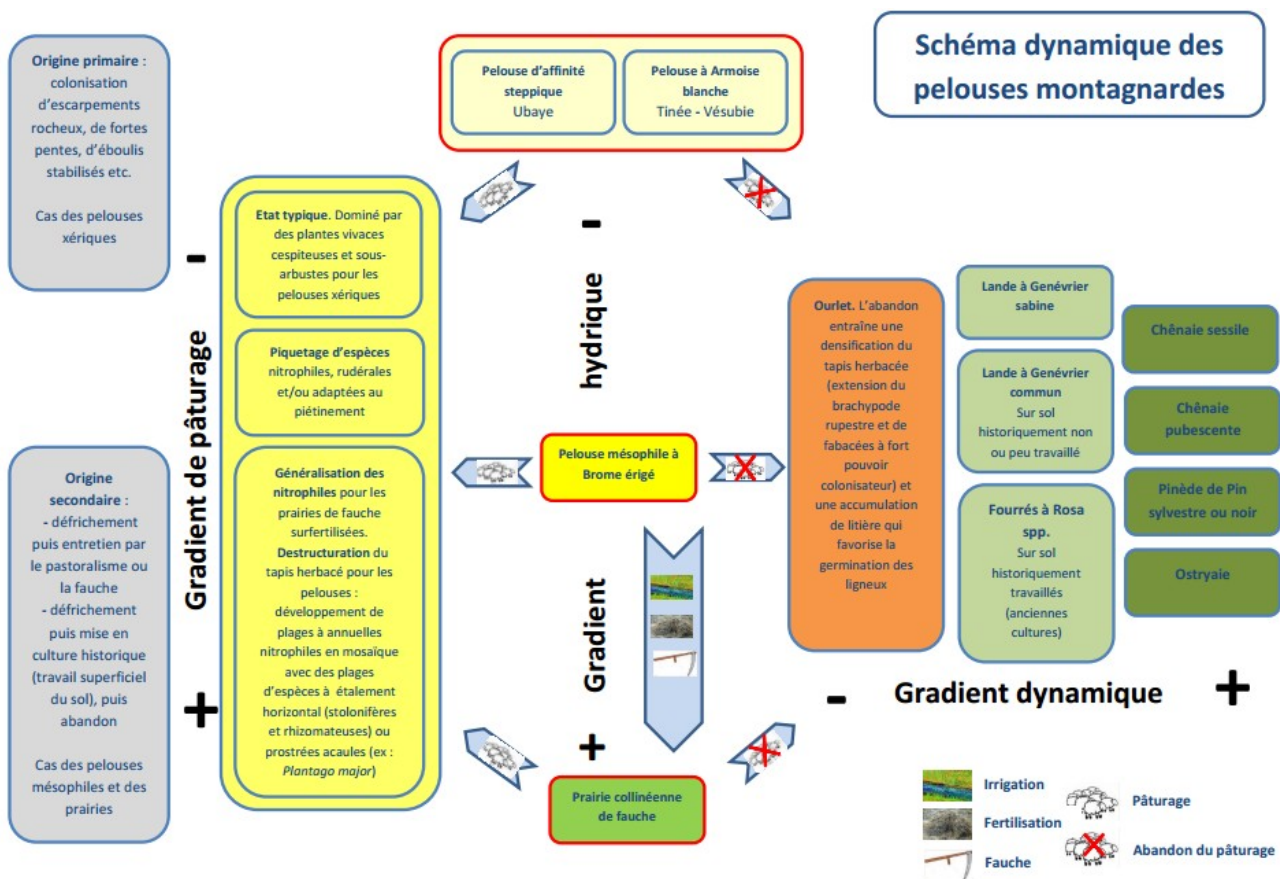 Schéma dynamique des
pelouses montagnardes
Origine primaire :
colonisation
d'escarpements
rocheux, de fortes
pentes, d'éboulis
stabilisés etc.
Cas des pelouses
xériques
Origine
secondaire :
- défrichement
puis entretien par
le pastoralisme ou
la fauche
- défrichement
puis mise en
culture historique
(travail superficiel
du sol), puis
abandon
Cas des pelouses
mésophiles et des
prairies
-
Gradient de pâturage
+
Etat typique. Dominé par
des plantes vivaces
cespiteuses et sous-
arbustes pour les
pelouses xériques
Piquetage d'espèces
nitrophiles, rudérales
et/ou adaptées au
piétinement
Généralisation des
nitrophiles pour les
prairies de fauche
surfertilisées.
Destructuration du
tapis herbacé pour les
pelouses :
développement de
plages à annuelles
nitrophiles en mosaïque
avec des plages
d'espèces à étalement
horizontal (stolonifères
et rhizomateuses) ou
prostrées acaules (ex :
Plantago major)
Pelouse d'affinité
steppique
Ubaye
Pelouse à Armoise
blanche
Tinée - Vésubie
-
Gradient hydrique
+
Pelouse mésophile à
Brome érigé
Prairie collinéenne
de fauche
Ourlet. L'abandon
entraîne une
densification du
tapis herbacée
(extension du
brachypode
rupestre et de
fabacées à fort
pouvoir
colonisateur) et
une accumulation
de litière qui
favorise la
germination des
ligneux
Lande à Genévrier
sabine
Lande à Genévrier
commun
Sur sol
historiquement non
ou peu travaillé
Fourrés à Rosa
spp.
Sur sol
historiquement
travaillés
(anciennes
cultures)
Chênaie sessile
Chênaie
pubescente
Pinède de Pin
sylvestre ou noir
Ostryaie
- Gradient dynamique +
Irrigation
Fertilisation
Fauche
Pâturage
Abandon du pâturage